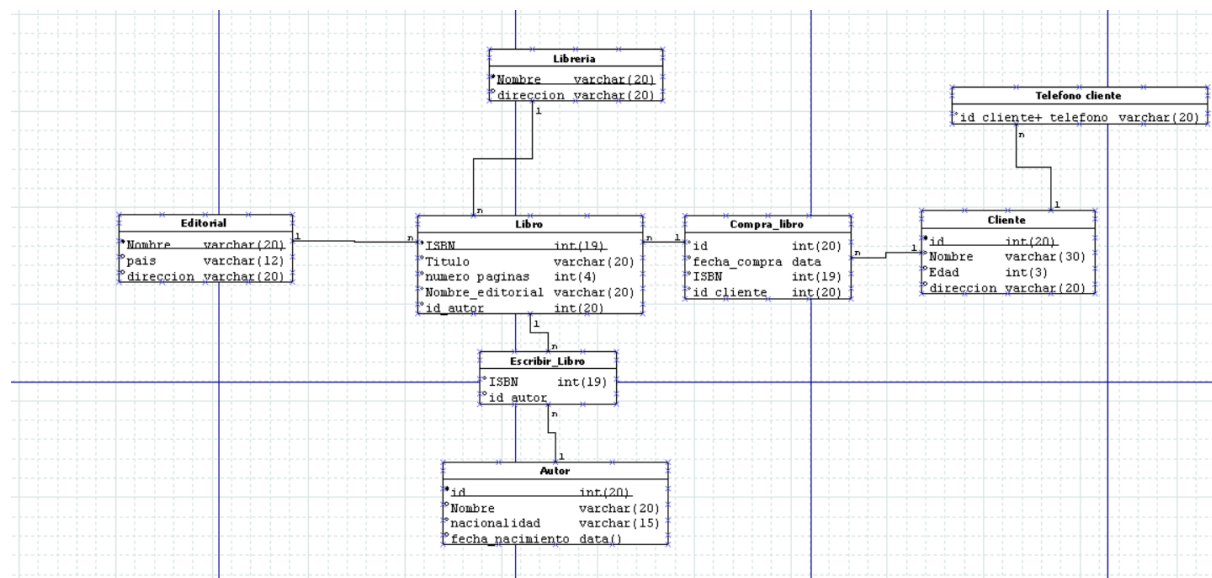 Libreria
Nombre varchar(20)
direccion varchar(20)
1
n
Telefono cliente
id cliente+ telefono varchar(20)
n
1
Editorial
Nombre varchar(20)
pais varchar(12)
direccion varchar(20)
1
n
Libro
ISBN int(19)
Titulo varchar(20)
numero paginas int(4)
Nombre_editorial varchar(20)
id_autor int(20)
n
1
Compra_libro
id int(20)
fecha_compra data
ISBN int(19)
id cliente int(20)
n
1
Cliente
id int(20)
Nombre varchar(30)
Edad int(3)
direccion varchar(20)
1
n
Escribir_Libro
ISBN int(19)
id autor
n
1
Autor
id int(20)
Nombre varchar(20)
nacionalidad varchar(15)
fecha_nacimiento data()